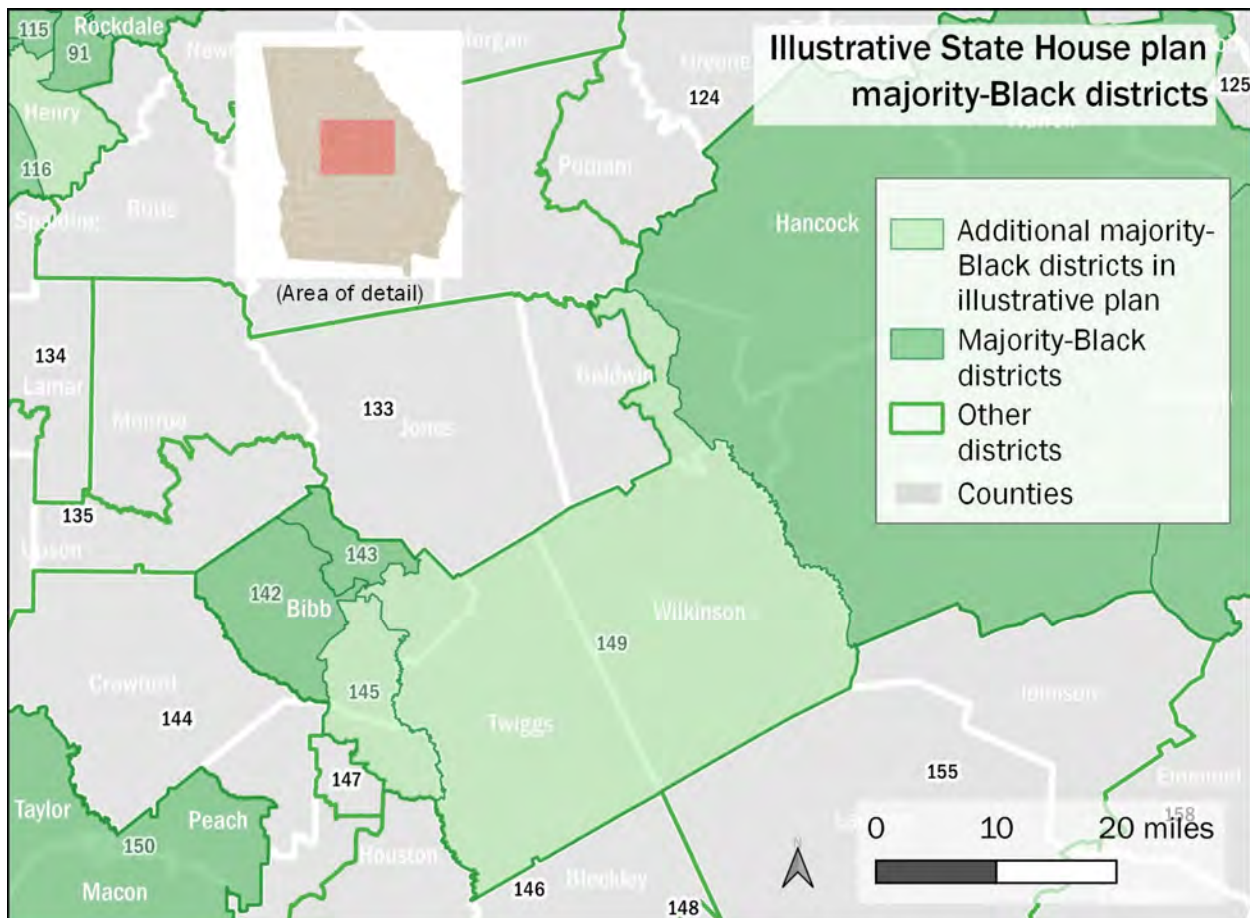 115
Rockdale
91
Henry
116
124
125
Illustrative State House plan
majority-Black districts
Hancock
Additional majority-
Black districts in
illustrative plan
Majority-Black
districts
Other
districts
Counties
(Area of detail)
134
Lamar
Monroe
133
Jones
Baldwin
135
Upson
143
142
Bibb
145
149
Wilkinson
Twiggs
Crawford
144
147
Taylor
Peach
150
Macon
Houston
146
Bleckley
148
155
Johnson
Emanuel
158
0 10 20 miles
N